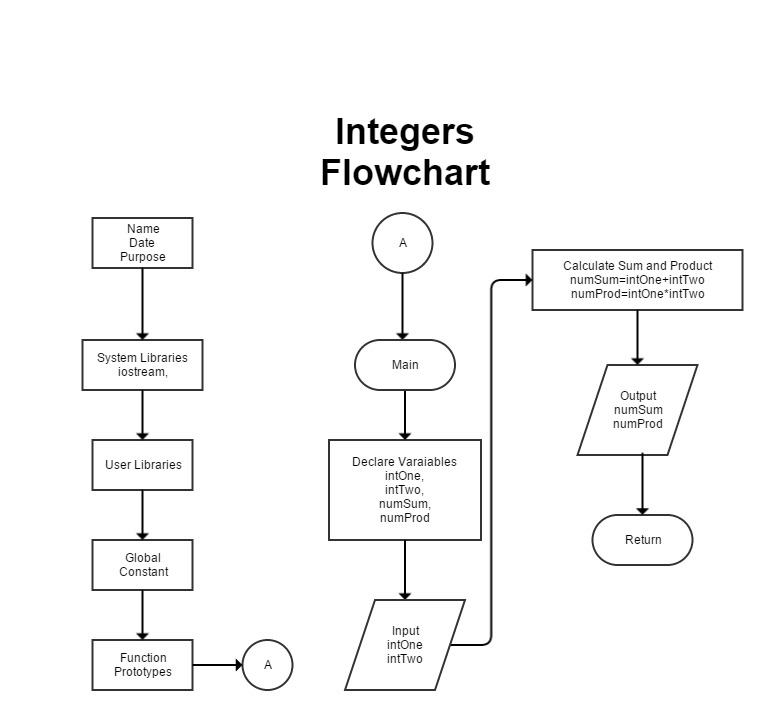 Integers
Flowchart
Name
Date
Purpose
System Libraries
iostream,
User Libraries
Global
Constant
Function
Prototypes
A
A
Main
Declare Varaiables
intOne,
intTwo,
numSum,
numProd
Input
intOne
intTwo
Calculate Sum and Product
numSum=intOne+intTwo
numProd=intOne*intTwo
Output
numSum
numProd
Return